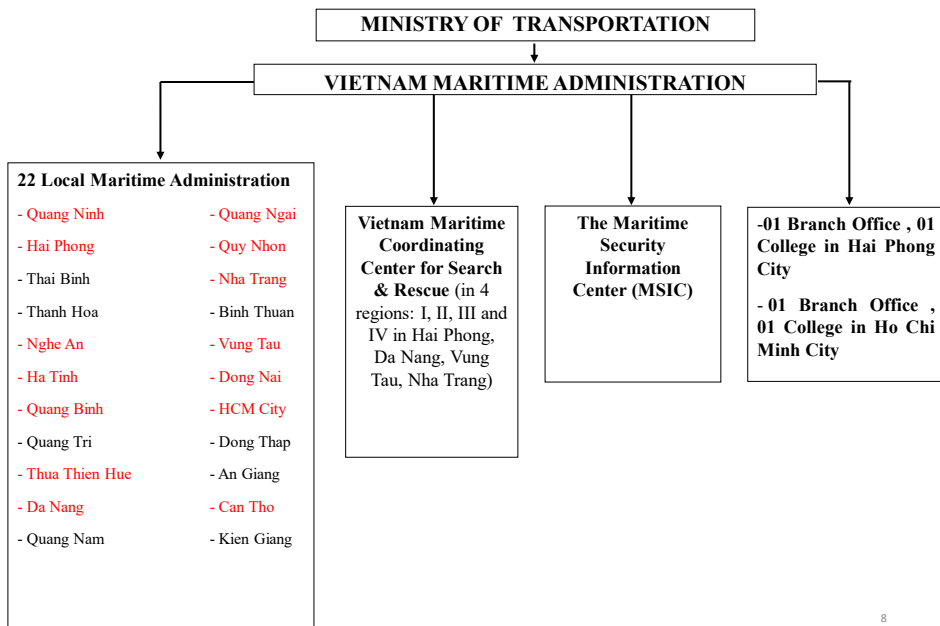 MINISTRY OF TRANSPORTATION
VIETNAM MARITIME ADMINISTRATION
22 Local Maritime Administration
- Quang Ninh
- Hai Phong
- Thai Binh
- Thanh Hoa
- Nghe An
- Ha Tinh
- Quang Binh
- Quang Tri
- Thua Thien Hue
- Da Nang
- Quang Nam
- Quang Ngai
- Quy Nhon
- Nha Trang
- Binh Thuan
- Vung Tau
- Dong Nai
- HCM City
- Dong Thap
- An Giang
- Can Tho
- Kien Giang
Vietnam Maritime
Coordinating
Center for Search
& Rescue (in 4
regions: I, II, III and
IV in Hai Phong,
Da Nang, Vung
Tau, Nha Trang)
The Maritime
Security
Information
Center (MSIC)
-01 Branch Office , 01
College in Hai Phong
City
- 01 Branch Office ,
01 College in Ho Chi
Minh City
8